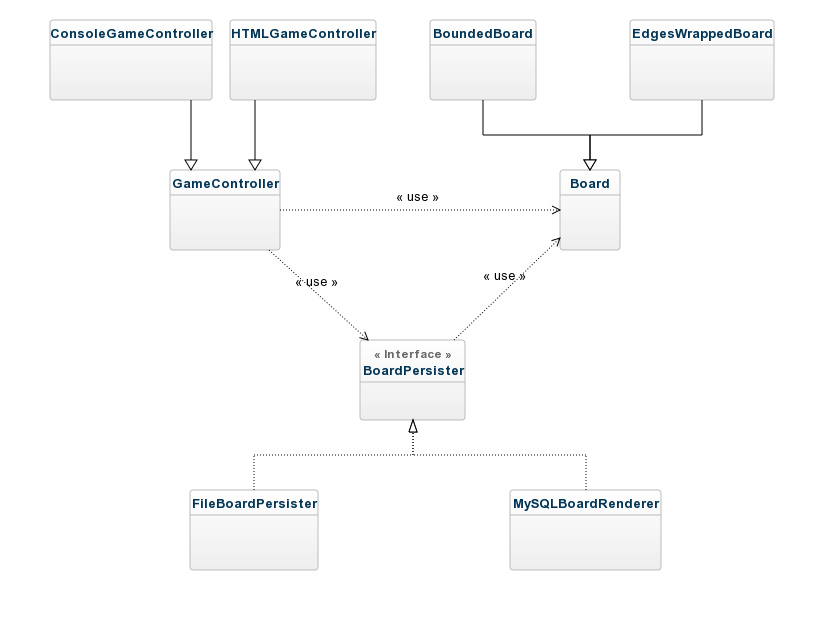 ConsoleGameController
HTMLGameController
BoundedBoard
EdgesWrappedBoard
GameController
« use »
Board
« use »
« use »
« Interface »
BoardPersister
FileBoardPersister
MySQLBoardRenderer